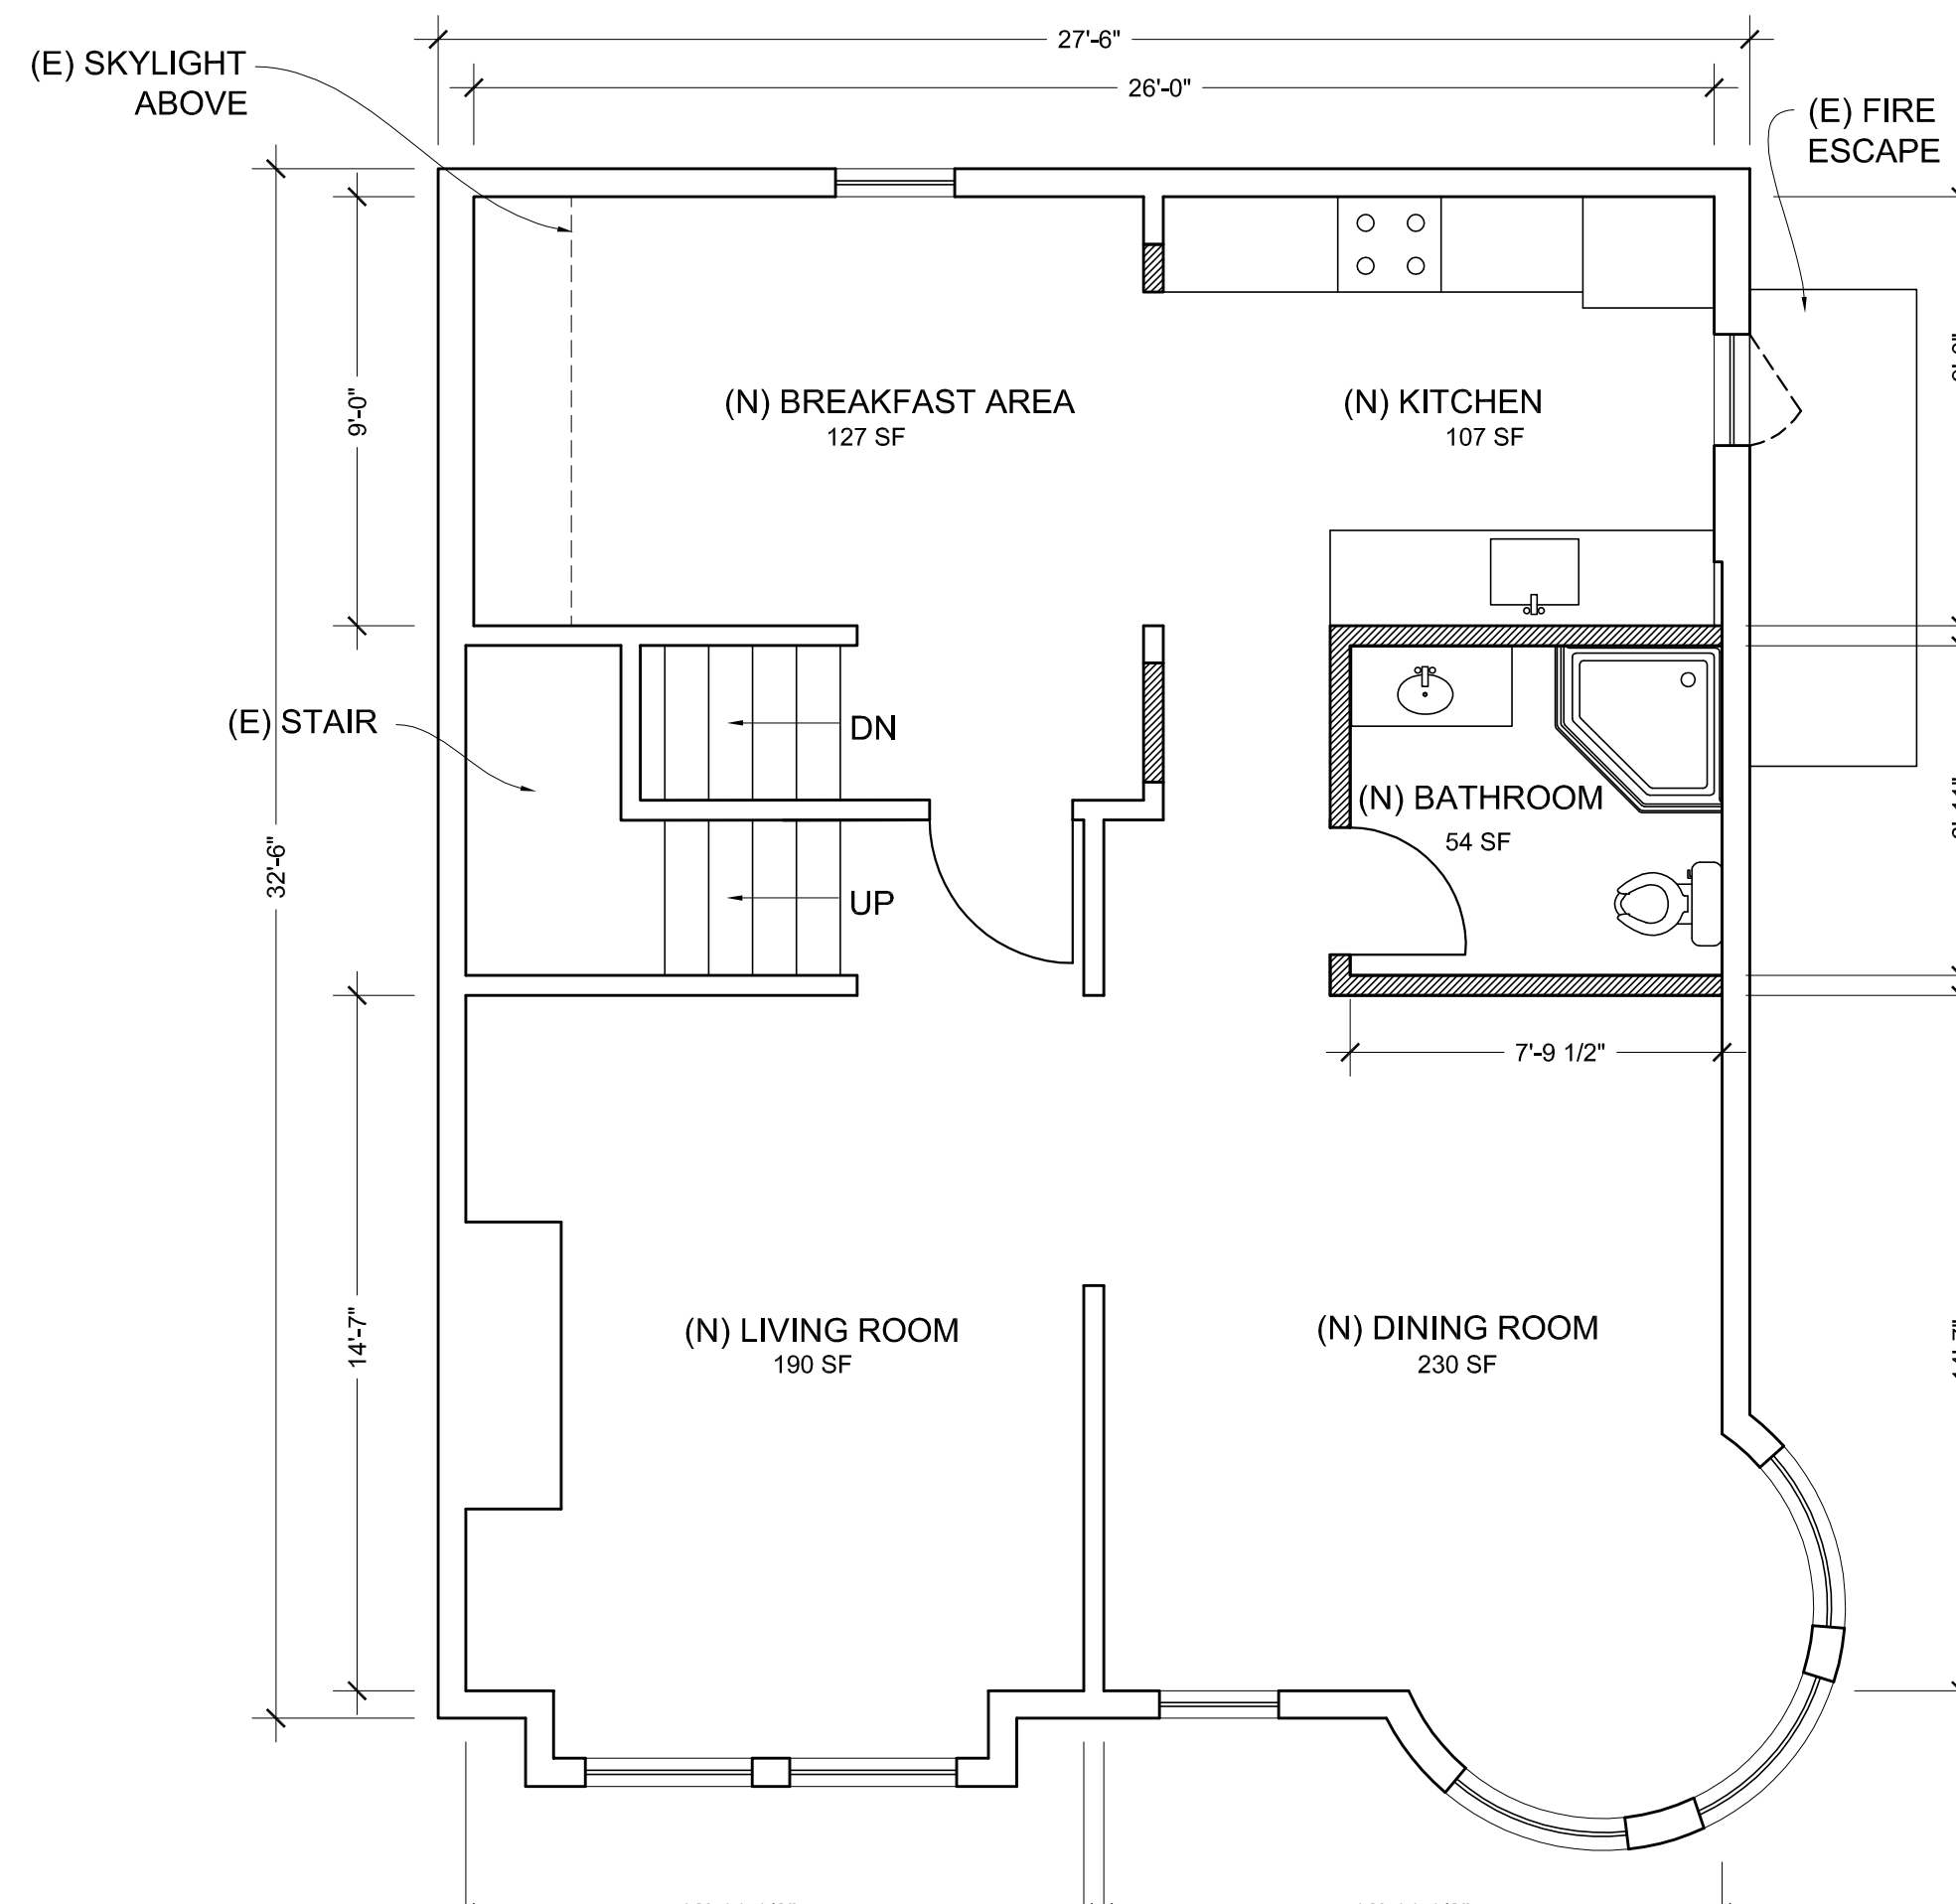 27'-6"
(E) SKYLIGHT
ABOVE
26'-0"
(E) FIRE
ESCAPE
9'-0"
(N) BREAKFAST AREA
127 SF
(N) KITCHEN
107 SF
(E) STAIR
DN
(N) BATHROOM
54 SF
32'-6"
UP
7'-9 1/2"
14'-7"
(N) LIVING ROOM
190 SF
(N) DINING ROOM
230 SF